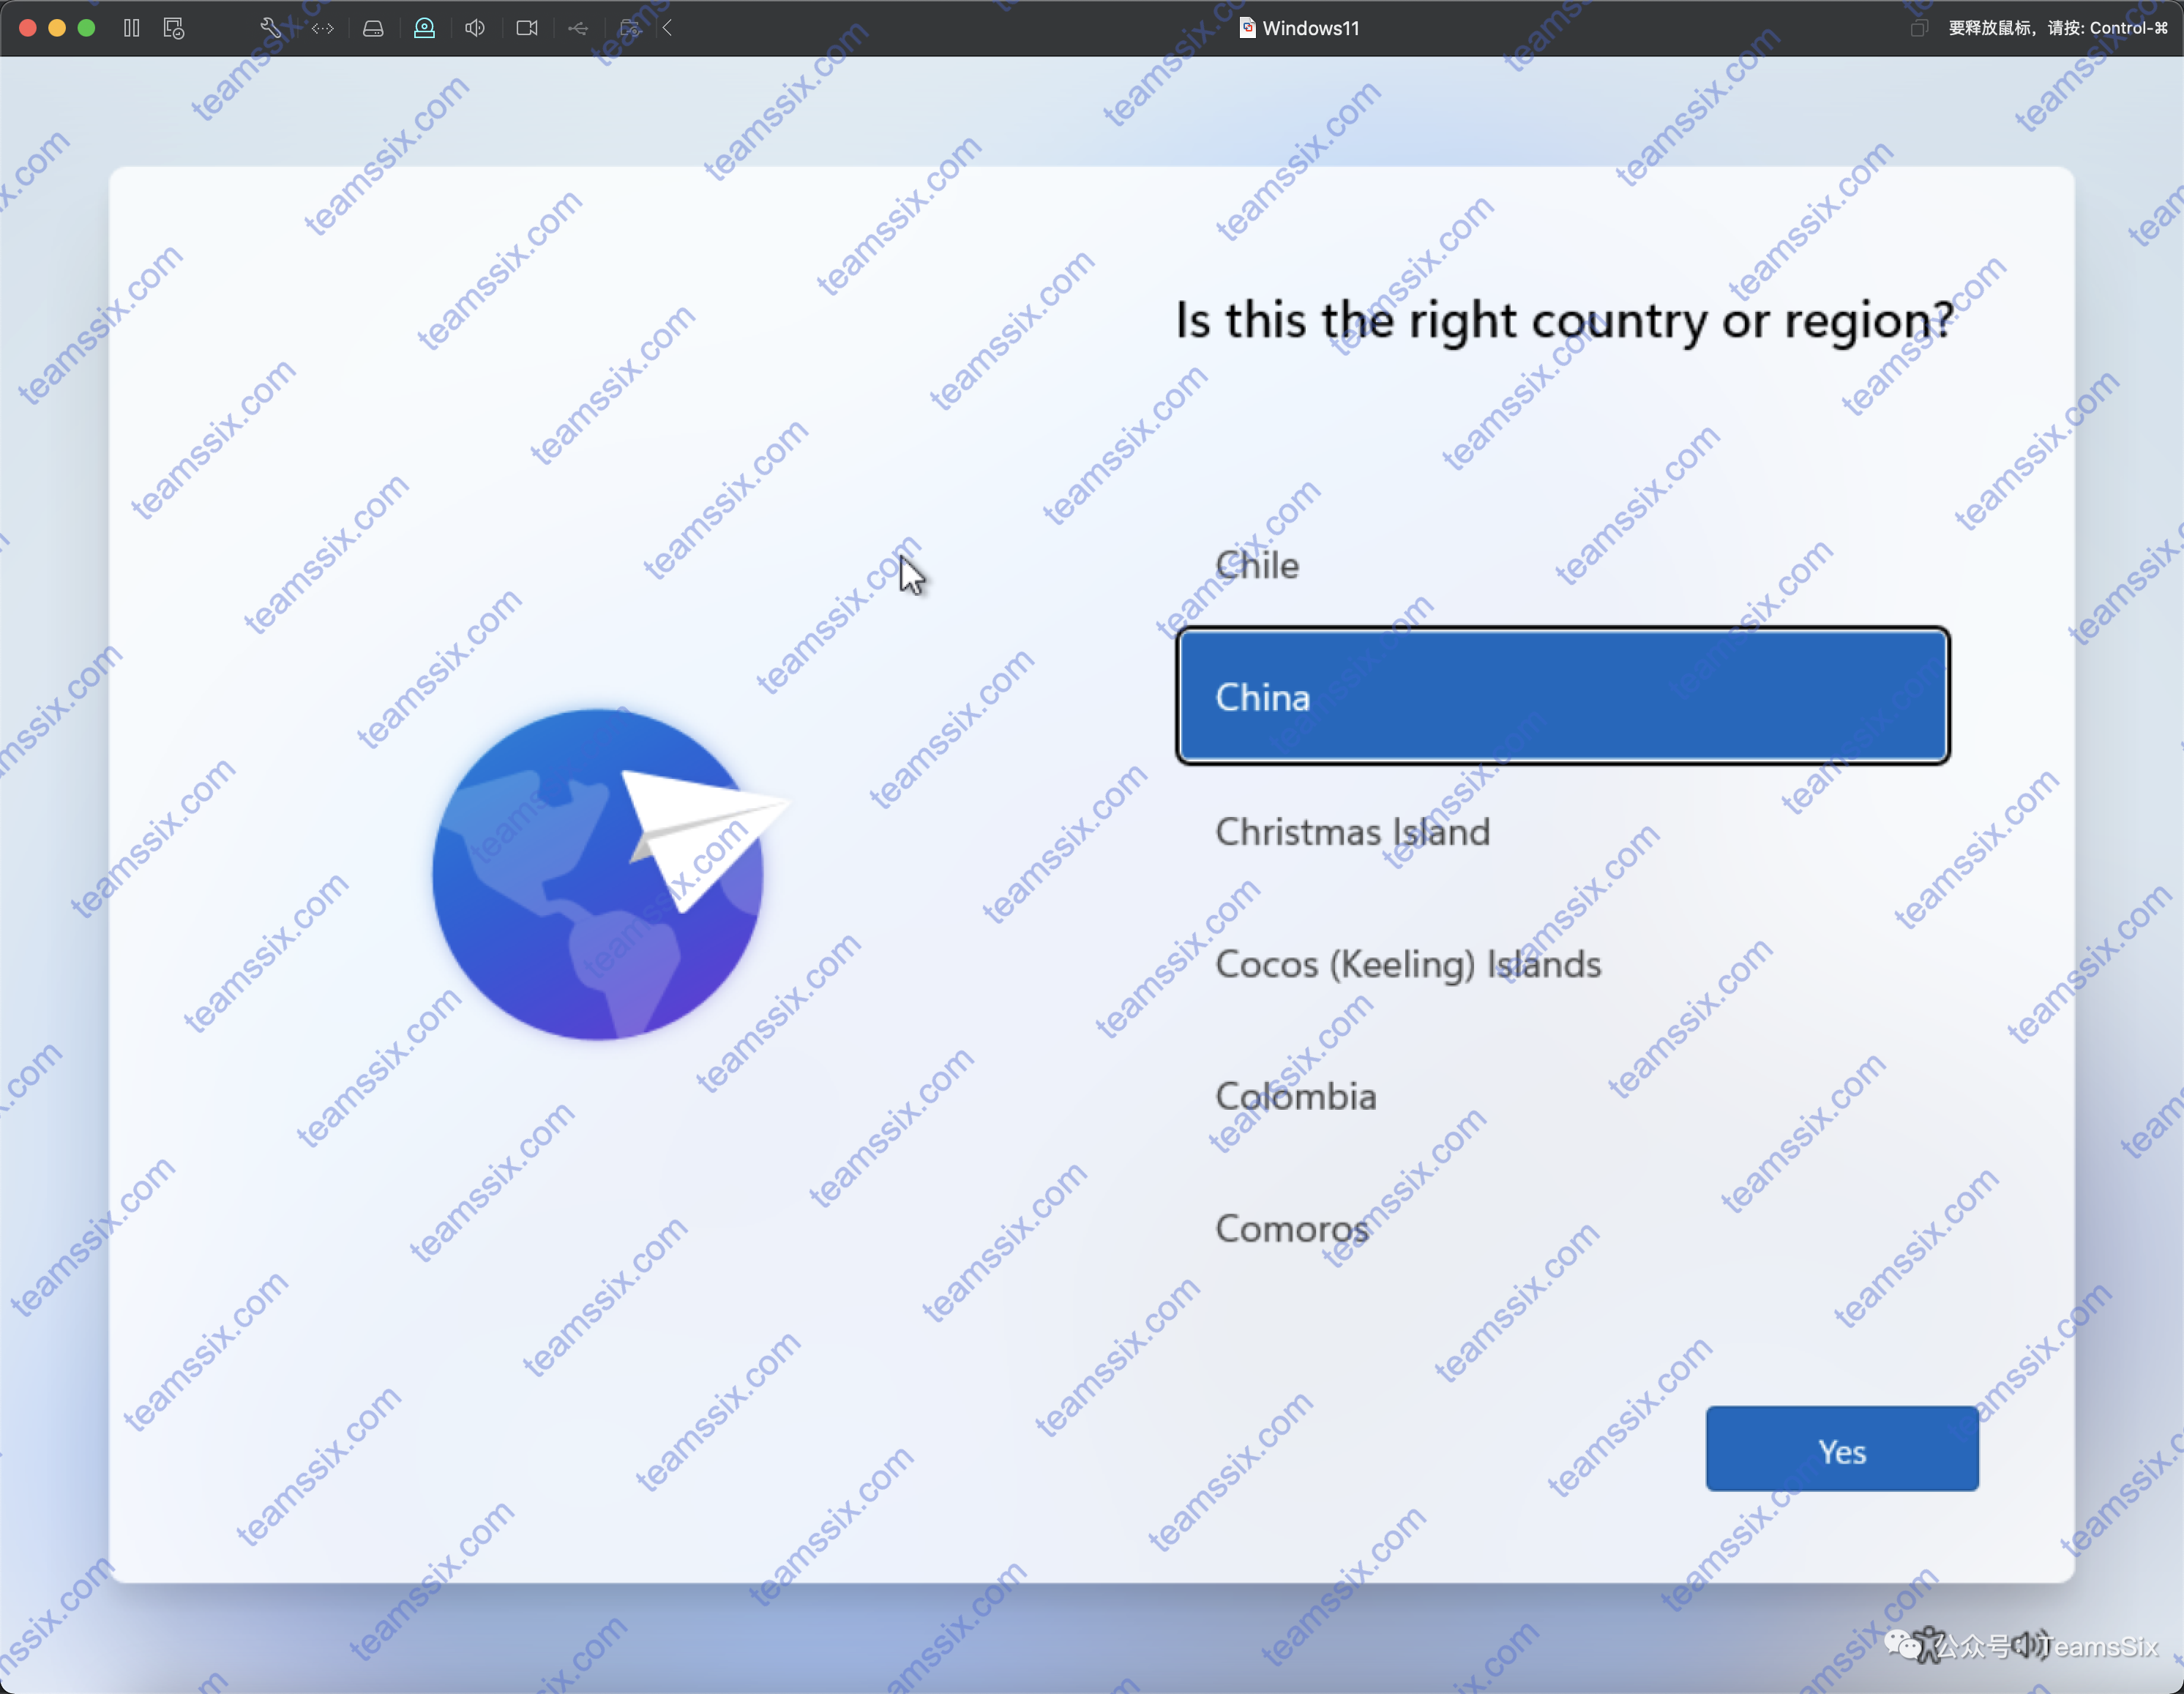 Windows11
要释放鼠标，请按: Control-⌘
Is this the right country or region?
Chile
China
Christmas Island
Cocos (Keeling) Islands
Colombia
Comoros
Yes
公众号 TeamsSix
teamssix.com